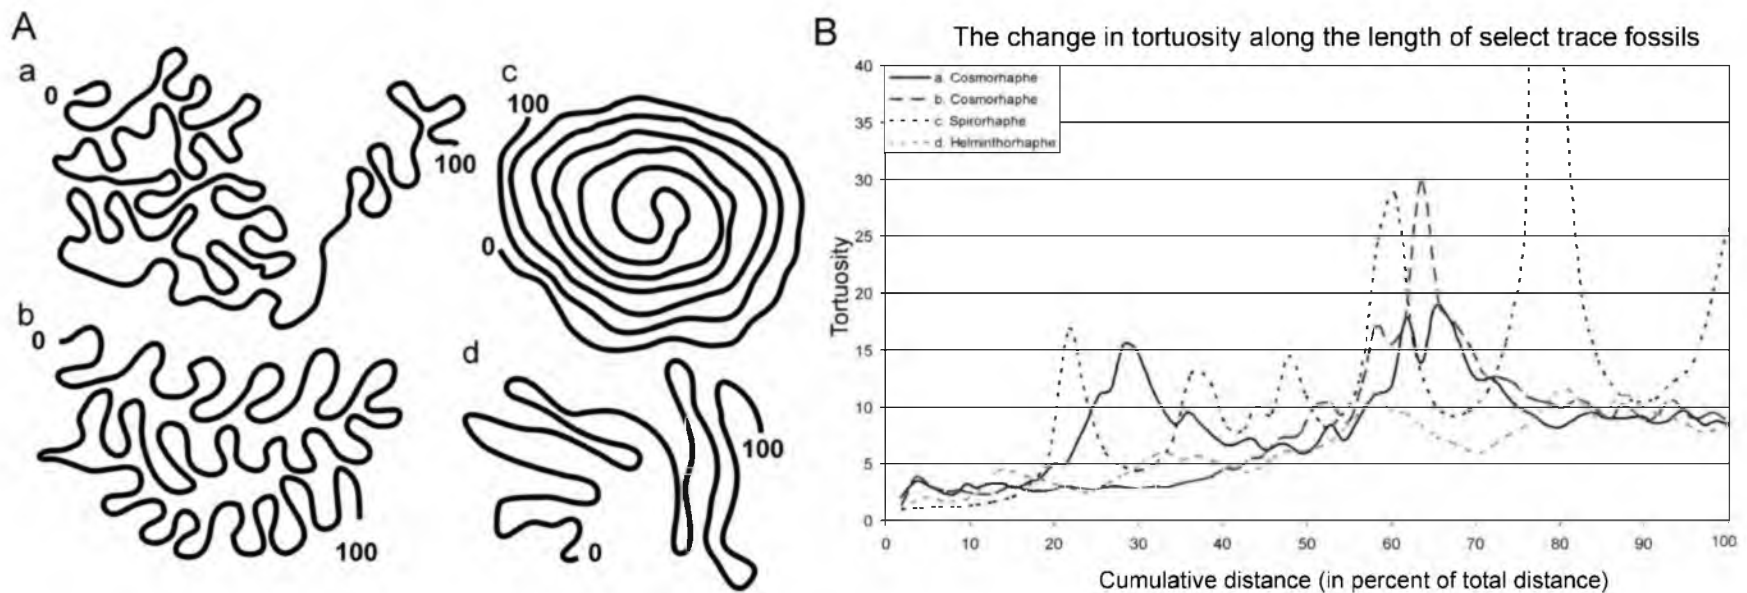 A
a
0
100
b
0
100
c
100
0
d
0
100
B
The change in tortuosity along the length of select trace fossils
40
35
30
25
20
15
10
5
0
Tortuosity
a. Cosmorhaphe
b. Cosmorhaphe
c. Spirorhaphe
d. Helminthorhaphe
0 10 20 30 40 50 60 70 80 90 100
Cumulative distance (in percent of total distance)